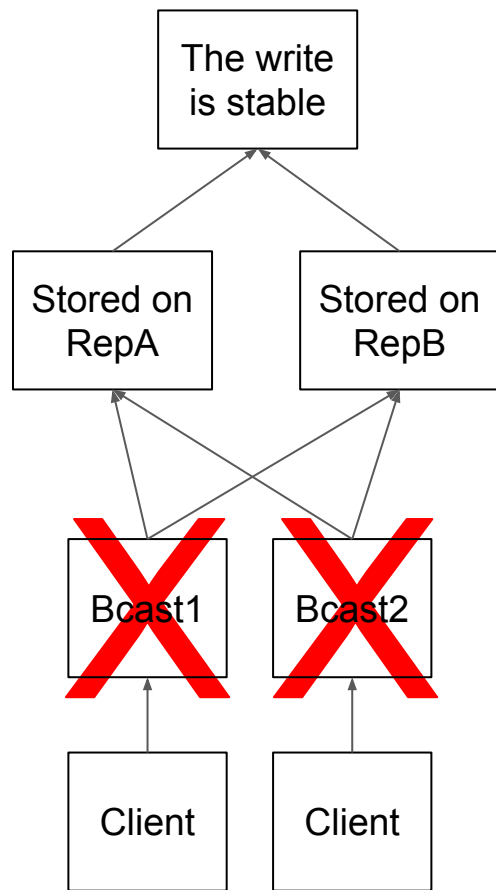 The write
is stable
Stored on
RepA
Stored on
RepB
Bcast1
Bcast2
Client
Client